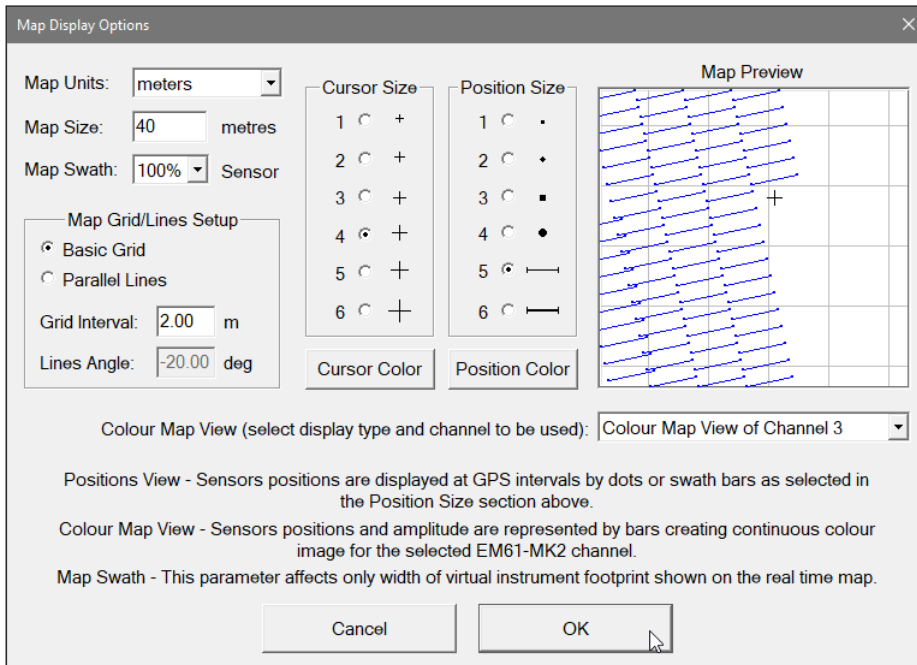 Map Display Options
Map Units: meters
Map Size: 40 metres
Map Swath: 100% Sensor
Map Grid/Lines Setup
Basic Grid
Parallel Lines
Grid Interval: 2.00 m
Lines Angle: -20.00 deg
Cursor Size
1
2
3
4
5
6
Cursor Color
Position Size
1
2
3
4
5
6
Position Color
Map Preview
Colour Map View (select display type and channel to be used): Colour Map View of Channel 3
Positions View - Sensors positions are displayed at GPS intervals by dots or swath bars as selected in
the Position Size section above.
Colour Map View - Sensors positions and amplitude are represented by bars creating continuous colour
image for the selected EM61-MK2 channel.
Map Swath - This parameter affects only width of virtual instrument footprint shown on the real time map.
Cancel
OK